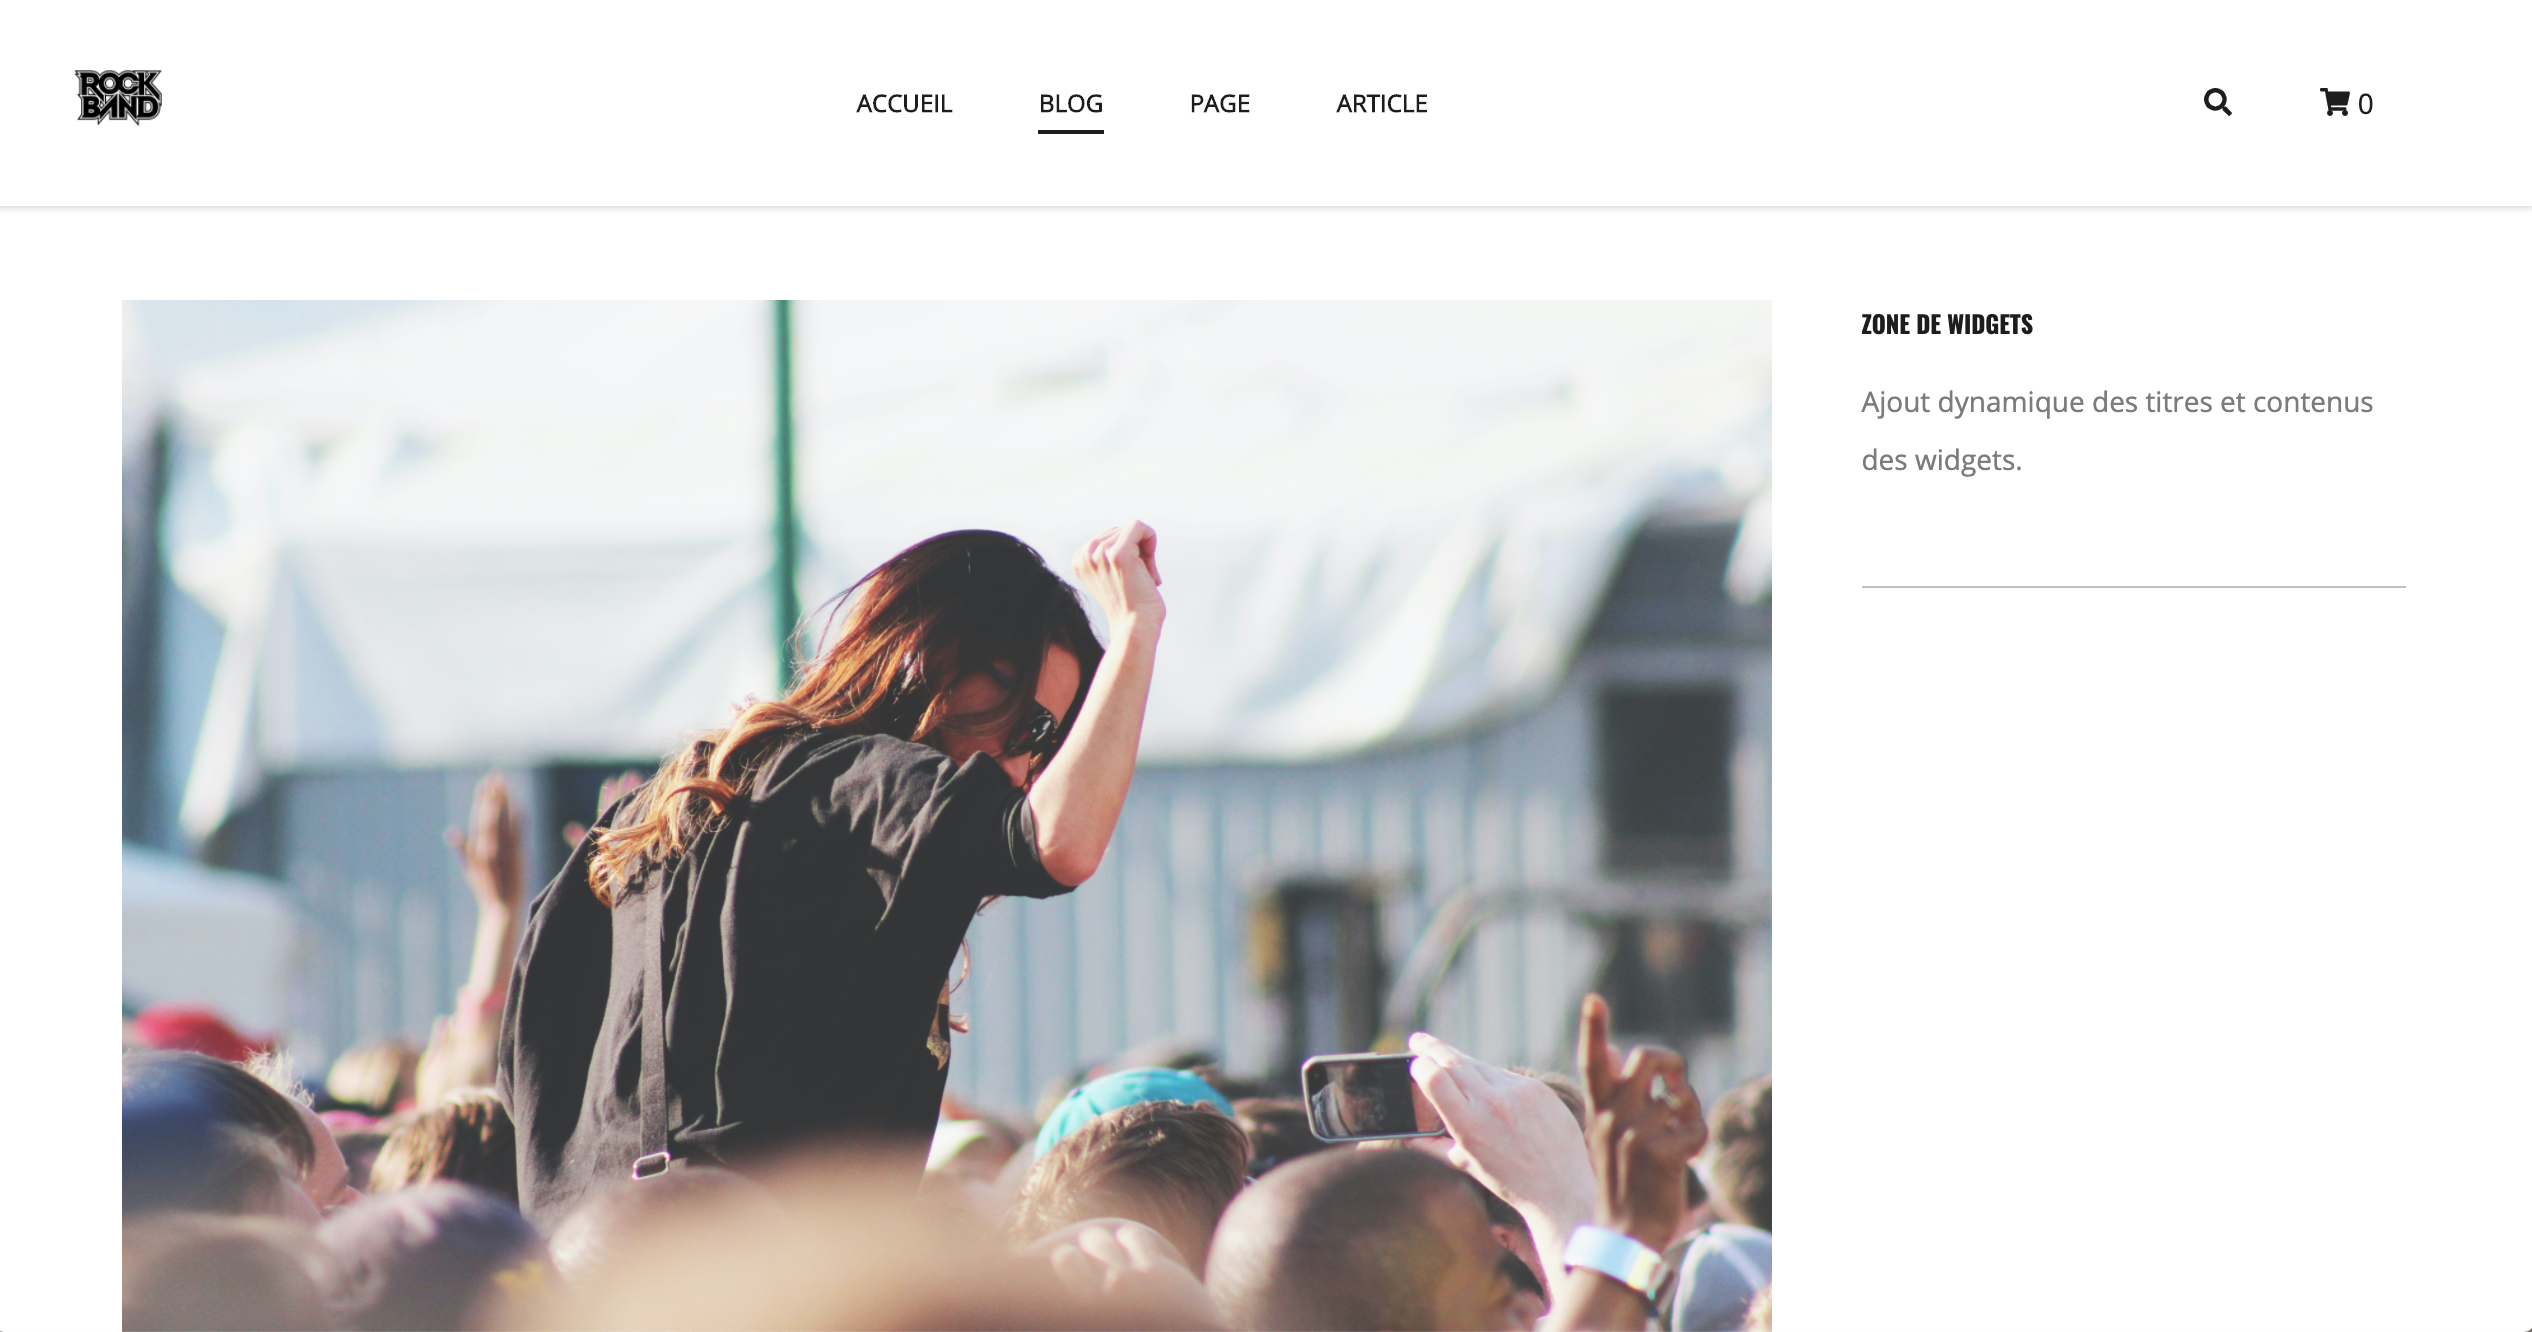 ROCK
BAND
ACCUEIL
BLOG
PAGE
ARTICLE
0
ZONE DE WIDGETS
Ajout dynamique des titres et contenus
des widgets.